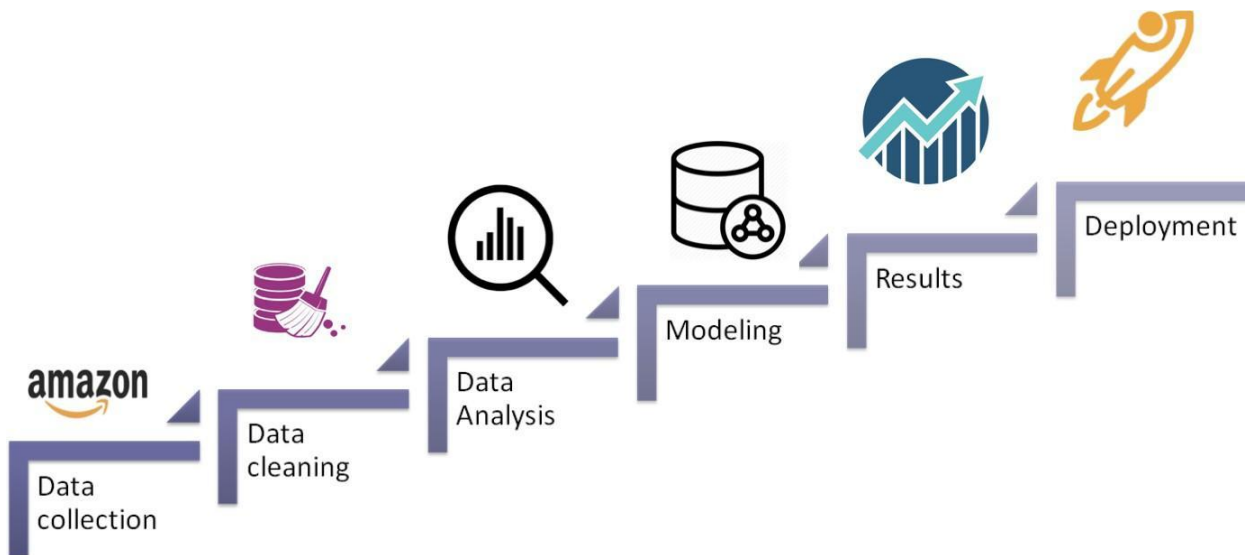 amazon
Data
collection
Data
cleaning
Data
Analysis
Modeling
Results
Deployment